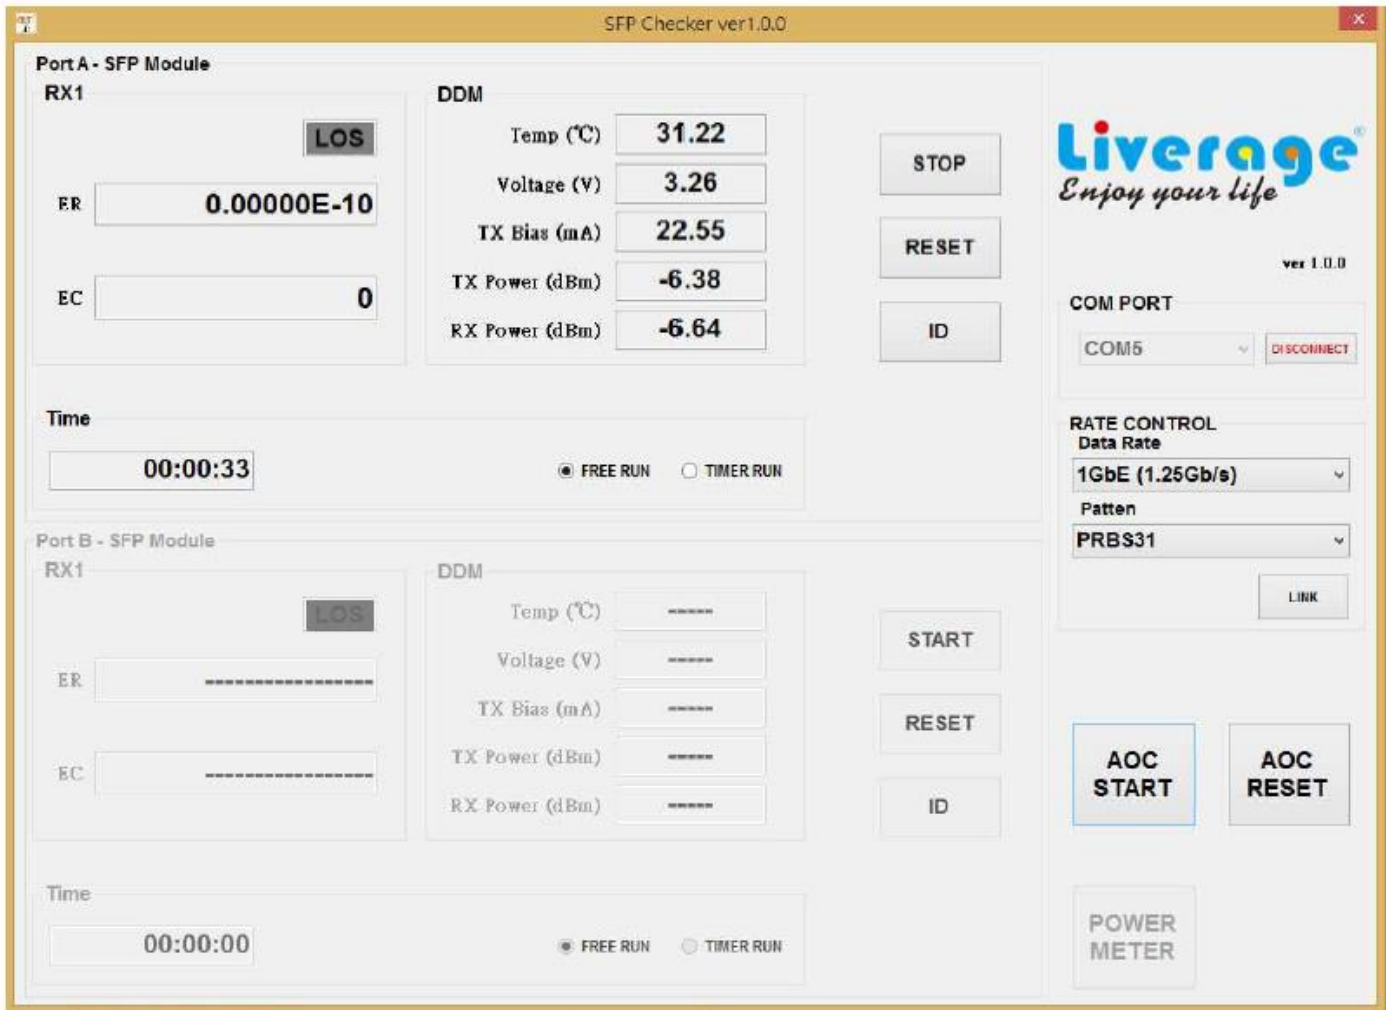 SFP Checker ver1.0.0
Port A - SFP Module
RX1
LOS
ER 0.00000E-10
EC 0
DDM
Temp (℃) 31.22
Voltage (V) 3.26
TX Bias (mA) 22.55
TX Power (dBm) -6.38
RX Power (dBm) -6.64
STOP
RESET
ID
Time
00:00:33
FREE RUN TIMER RUN
Port B - SFP Module
RX1
LOS
ER -----------------
EC -----------------
DDM
Temp (℃) -----
Voltage (V) -----
TX Bias (mA) -----
TX Power (dBm) -----
RX Power (dBm) -----
START
RESET
ID
Time
00:00:00
FREE RUN TIMER RUN
Liverage®
Enjoy your life
ver 1.0.0
COM PORT
COM5 DISCONNECT
RATE CONTROL
Data Rate
1GbE (1.25Gb/s)
Patten
PRBS31
LINK
AOC
START
AOC
RESET
POWER
METER